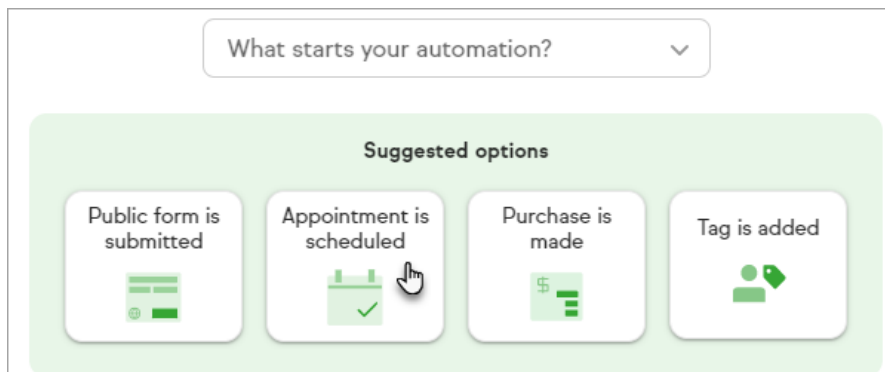 What starts your automation?
Suggested options
Public form is
submitted
Appointment is
scheduled
Purchase is
made
Tag is added
$